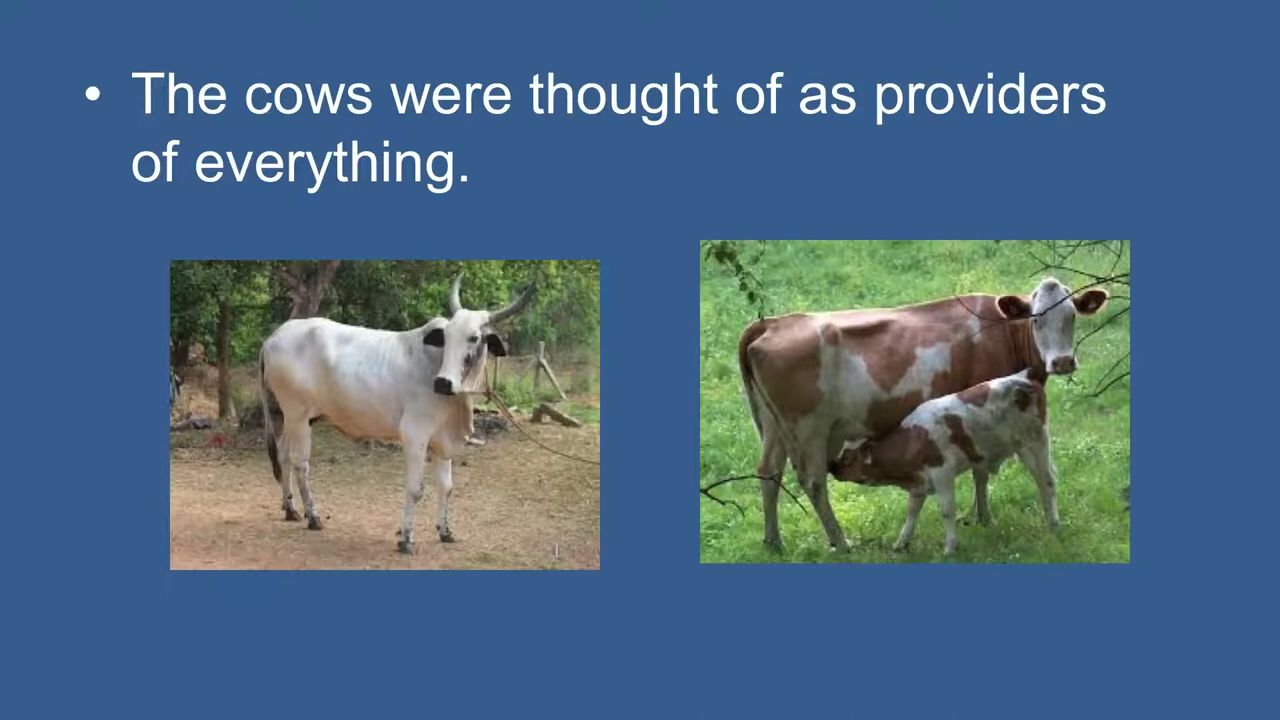 • The cows were thought of as providers
of everything.